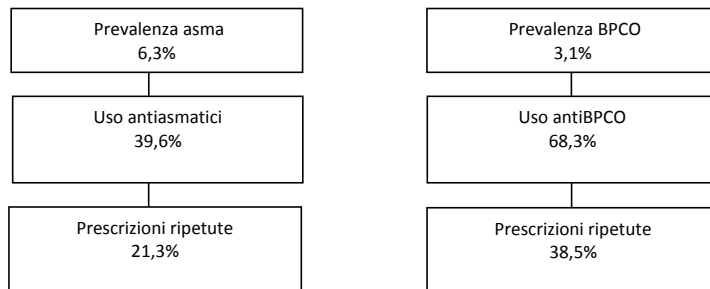 Prevalenza asma
6,3%
Uso antiasmatici
39,6%
Prescrizioni ripetute
21,3%
Prevalenza BPCO
3,1%
Uso antiBPCO
68,3%
Prescrizioni ripetute
38,5%